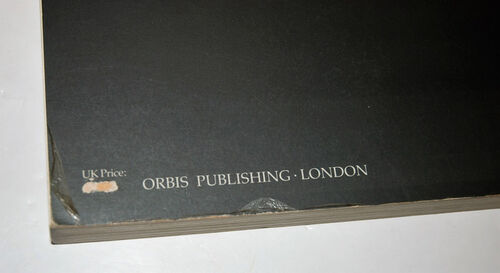 UK Price:
ORBIS PUBLISHING · LONDON